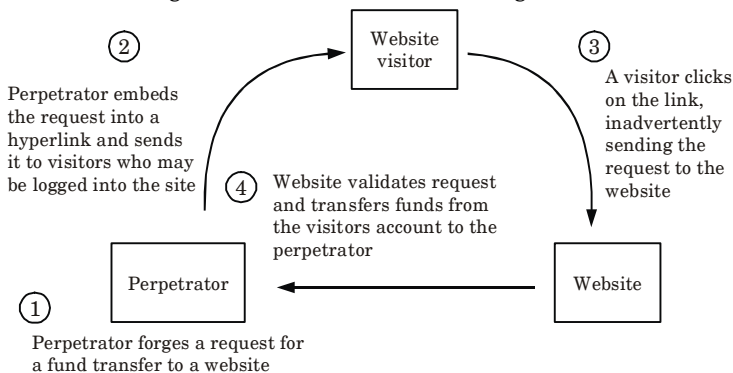 2
Website
visitor
3
Perpetrator embeds
the request into a
hyperlink and sends
it to visitors who may
be logged into the site
A visitor clicks
on the link,
inadvertently
sending the
request to the
website
4
Website validates request
and transfers funds from
the visitors account to the
perpetrator
Perpetrator
Website
1
Perpetrator forges a request for
a fund transfer to a website